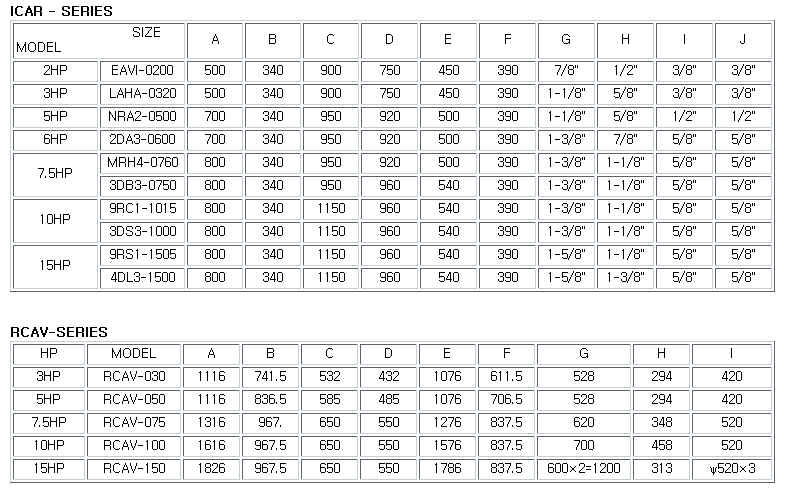 ICAR - SERIES
SIZE
MODEL A B C D E F G H I J
2HP EAVI-0200 500 340 900 750 450 390 7/8" 1/2" 3/8" 3/8"
3HP LAHA-0320 500 340 900 750 450 390 1-1/8" 5/8" 3/8" 3/8"
5HP NRA2-0500 700 340 950 920 500 390 1-1/8" 5/8" 1/2" 1/2"
6HP 2DA3-0600 700 340 950 920 500 390 1-3/8" 7/8" 5/8" 5/8"
7.5HP MRH4-0760 800 340 950 920 500 390 1-3/8" 1-1/8" 5/8" 5/8"
3DB3-0750 800 340 950 960 540 390 1-3/8" 1-1/8" 5/8" 5/8"
10HP 9RC1-1015 800 340 1150 960 540 390 1-3/8" 1-1/8" 5/8" 5/8"
3DS3-1000 800 340 1150 960 540 390 1-3/8" 1-1/8" 5/8" 5/8"
15HP 9RS1-1505 800 340 1150 960 540 390 1-5/8" 1-1/8" 5/8" 5/8"
4DL3-1500 800 340 1150 960 540 390 1-5/8" 1-3/8" 5/8" 5/8"
RCAV-SERIES
HP MODEL A B C D E F G H I
3HP RCAV-030 1116 741.5 532 432 1076 611.5 528 294 420
5HP RCAV-050 1116 836.5 585 485 1076 706.5 528 294 420
7.5HP RCAV-075 1316 967. 650 550 1276 837.5 620 348 520
10HP RCAV-100 1616 967.5 650 550 1576 837.5 700 458 520
15HP RCAV-150 1826 967.5 650 550 1786 837.5 600×2=1200 313 ψ520×3